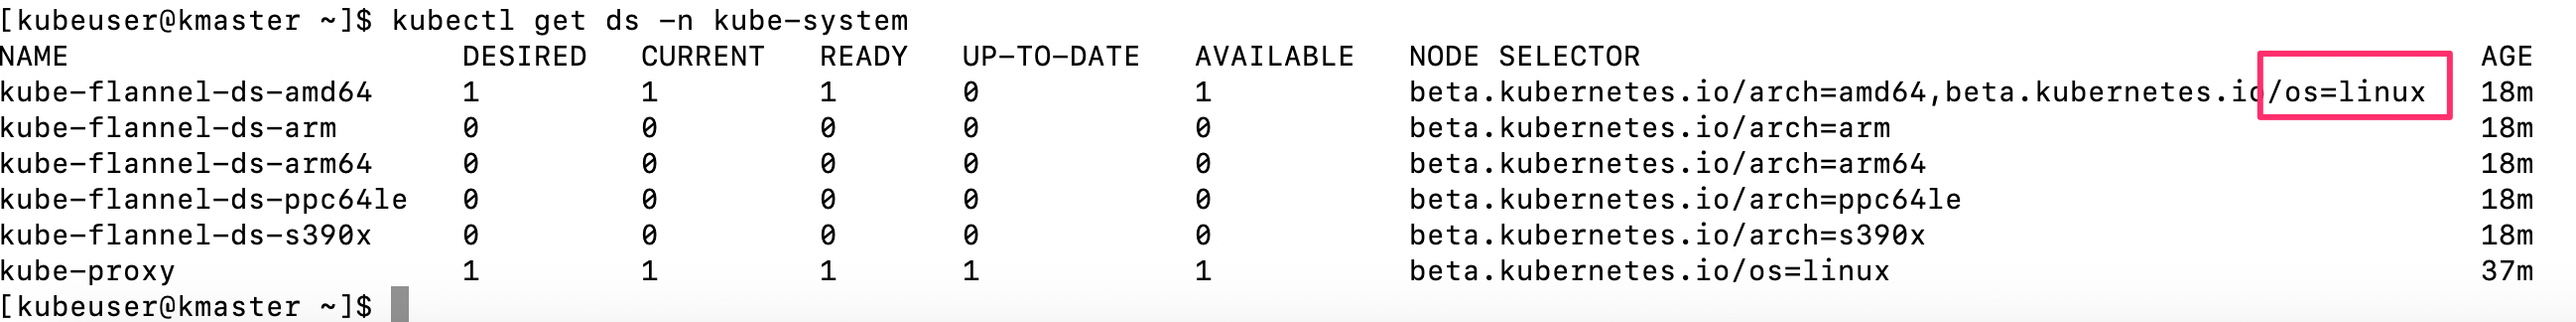 [kubeuser@kmaster ~]$ kubectl get ds -n kube-system
NAME DESIRED CURRENT READY UP-TO-DATE AVAILABLE NODE SELECTOR AGE
kube-flannel-ds-amd64 1 1 1 0 1 beta.kubernetes.io/arch=amd64,beta.kubernetes.io/os=linux 18m
kube-flannel-ds-arm 0 0 0 0 0 beta.kubernetes.io/arch=arm 18m
kube-flannel-ds-arm64 0 0 0 0 0 beta.kubernetes.io/arch=arm64 18m
kube-flannel-ds-ppc64le 0 0 0 0 0 beta.kubernetes.io/arch=ppc64le 18m
kube-flannel-ds-s390x 0 0 0 0 0 beta.kubernetes.io/arch=s390x 18m
kube-proxy 1 1 1 1 1 beta.kubernetes.io/os=linux 37m
[kubeuser@kmaster ~]$